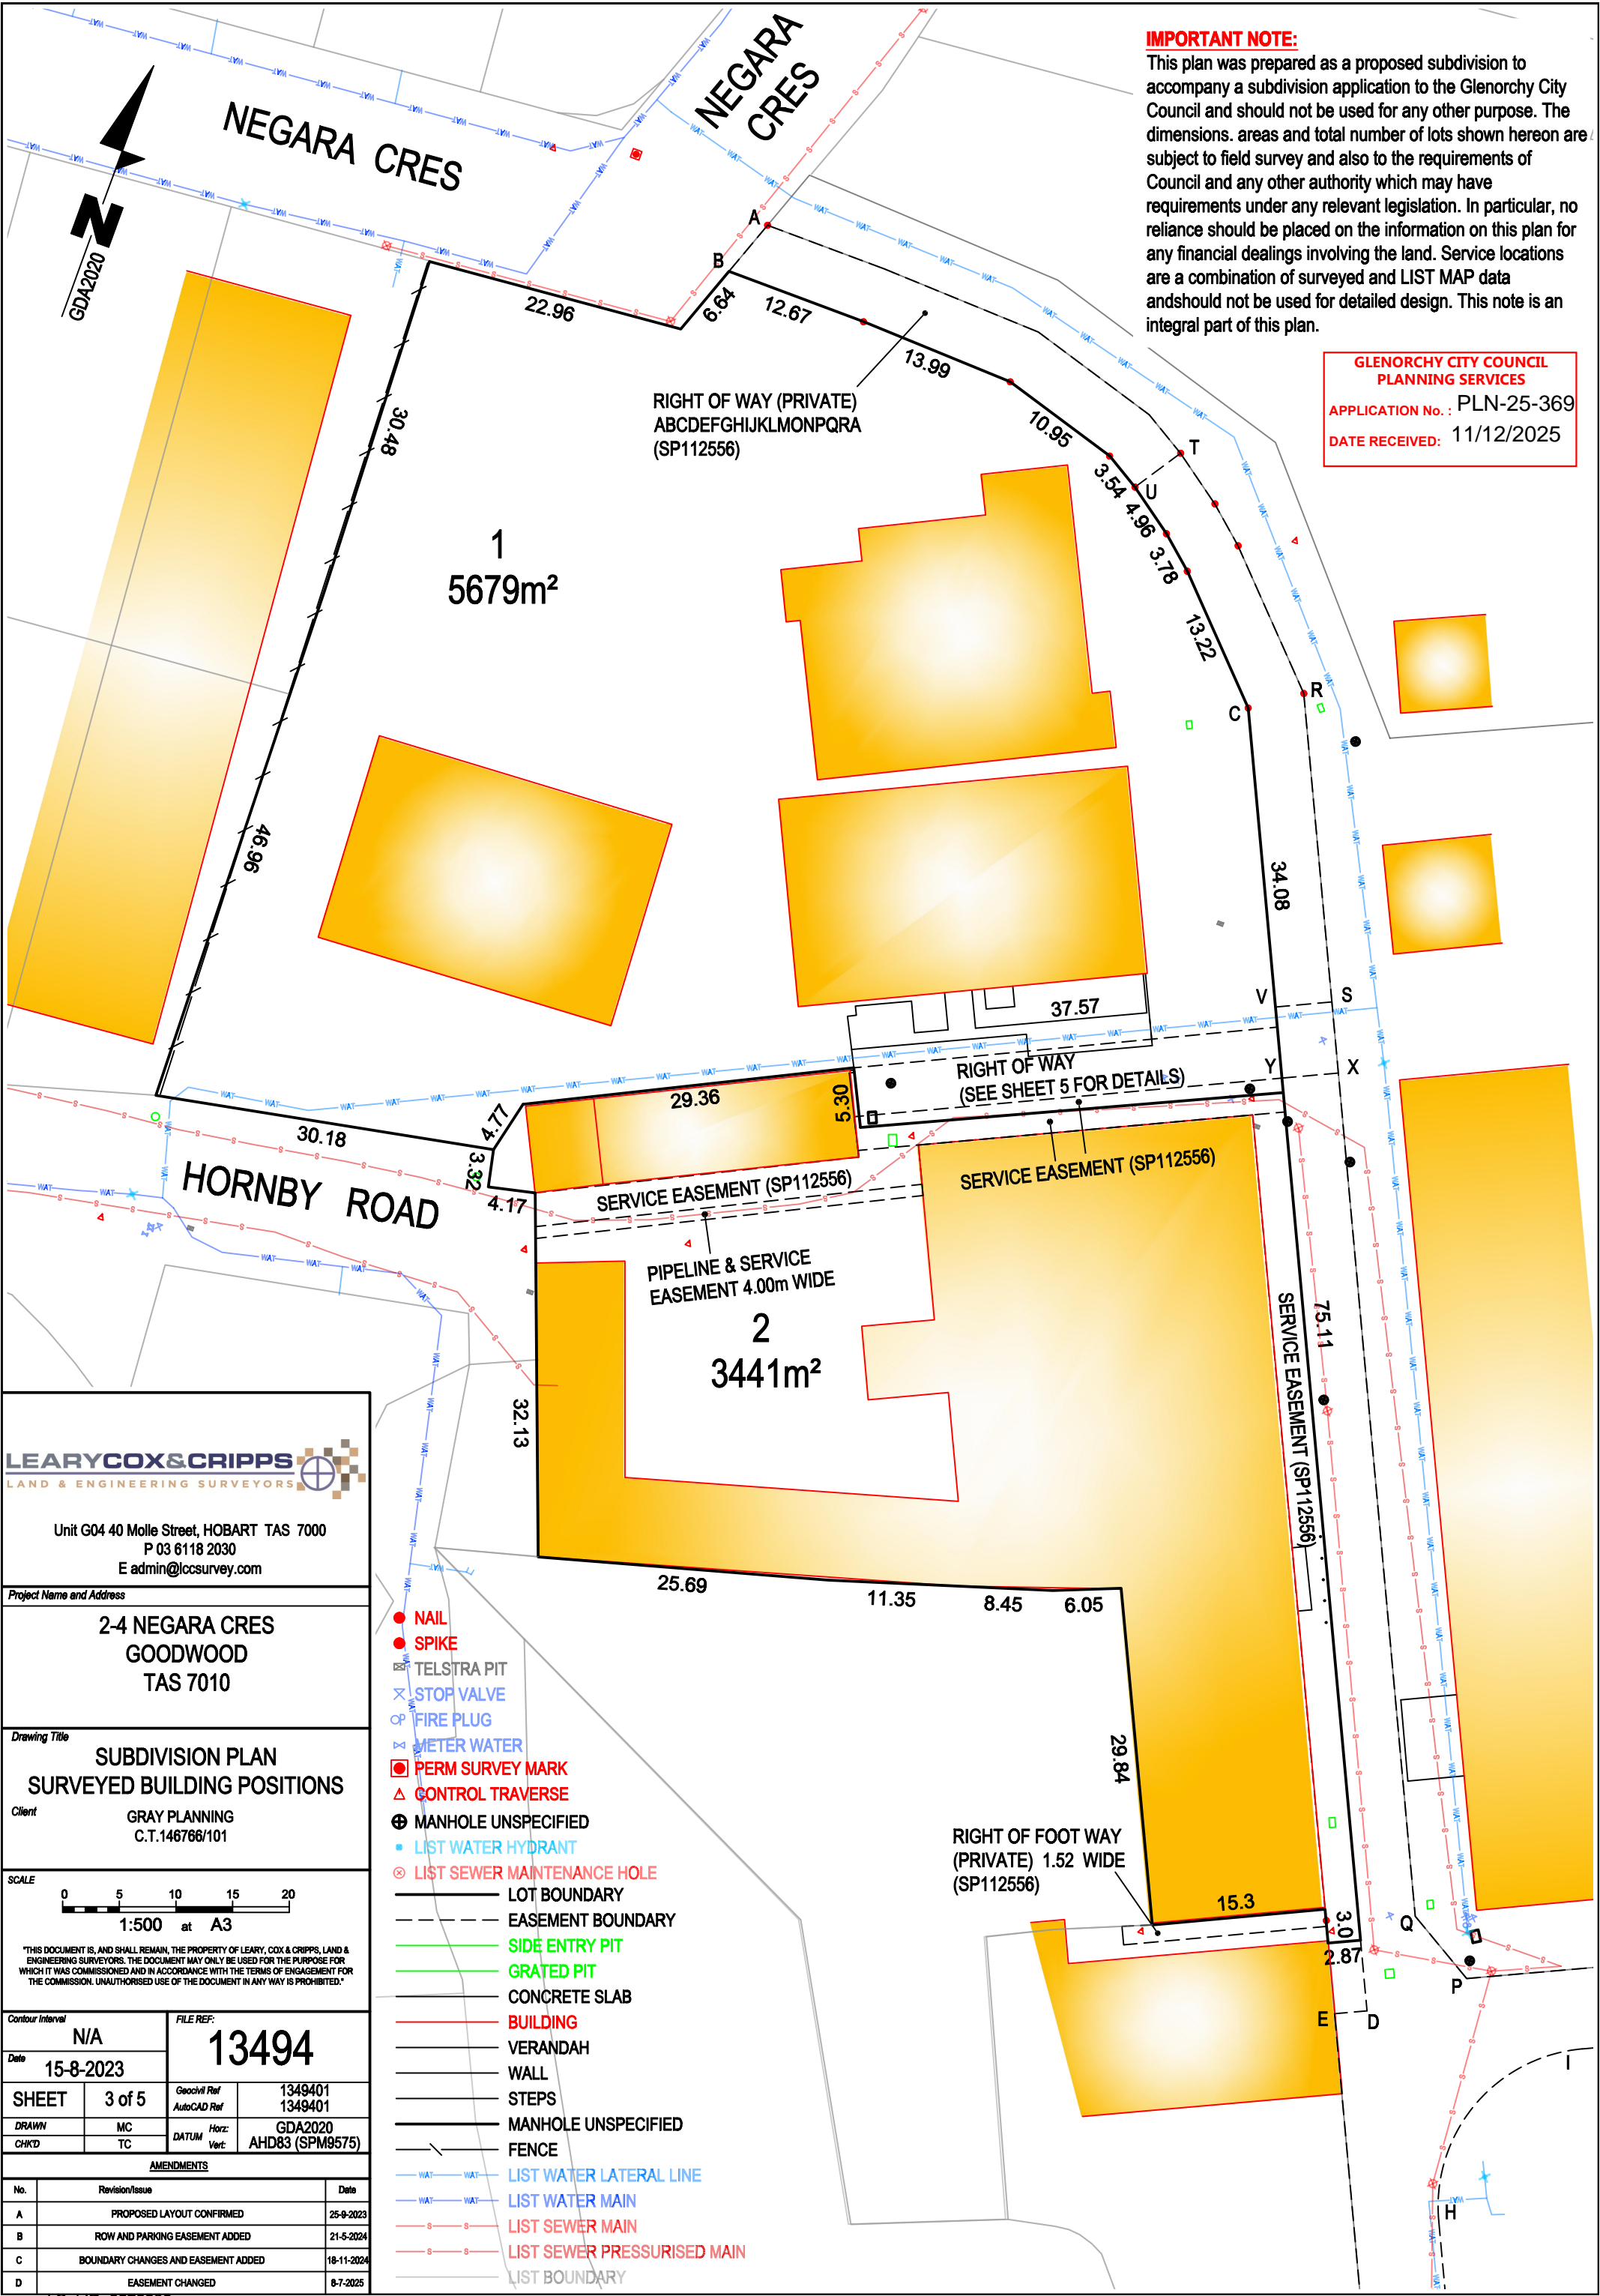 NEGARA CRES
NEGARA
CRES
N
GDA2020
IMPORTANT NOTE:
This plan was prepared as a proposed subdivision to
accompany a subdivision application to the Glenorchy City
Council and should not be used for any other purpose. The
dimensions. areas and total number of lots shown hereon are
subject to field survey and also to the requirements of
Council and any other authority which may have
requirements under any relevant legislation. In particular, no
reliance should be placed on the information on this plan for
any financial dealings involving the land. Service locations
are a combination of surveyed and LIST MAP data
andshould not be used for detailed design. This note is an
integral part of this plan.
GLENORCHY CITY COUNCIL
PLANNING SERVICES
APPLICATION No. : PLN-25-369
DATE RECEIVED: 11/12/2025
A
B
22.96
6.64
12.67
13.99
RIGHT OF WAY (PRIVATE)
ABCDEFGHIJKLMONPQRA
(SP112556)
10.95
3.54
T
U
4.96
3.78
13.22
30.48
1
5679m²
R
C
46.96
34.08
V
S
37.57
RIGHT OF WAY
(SEE SHEET 5 FOR DETAILS)
Y
X
29.36
5.30
4.77
30.18
3.32
4.17
HORNBY ROAD
SERVICE EASEMENT (SP112556)
SERVICE EASEMENT (SP112556)
PIPELINE & SERVICE
EASEMENT 4.00m WIDE
2
3441m²
SERVICE EASEMENT (SP112556)
75.11
32.13
25.69
11.35
8.45
6.05
29.84
RIGHT OF FOOT WAY
(PRIVATE) 1.52 WIDE
(SP112556)
15.3
3.0
2.87
Q
P
E
D
I
H
LEARYCOX&CRIPPS
LAND & ENGINEERING SURVEYORS
Unit G04 40 Molle Street, HOBART TAS 7000
P 03 6118 2030
E admin@lccsurvey.com
Project Name and Address
2-4 NEGARA CRES
GOODWOOD
TAS 7010
Drawing Title
SUBDIVISION PLAN
SURVEYED BUILDING POSITIONS
Client
GRAY PLANNING
C.T.146766/101
SCALE
0 5 10 15 20
1:500 at A3
"THIS DOCUMENT IS, AND SHALL REMAIN, THE PROPERTY OF LEARY, COX & CRIPPS, LAND &
ENGINEERING SURVEYORS. THE DOCUMENT MAY ONLY BE USED FOR THE PURPOSE FOR
WHICH IT WAS COMMISSIONED AND IN ACCORDANCE WITH THE TERMS OF ENGAGEMENT FOR
THE COMMISSION. UNAUTHORISED USE OF THE DOCUMENT IN ANY WAY IS PROHIBITED."
Contour Interval
N/A
FILE REF:
13494
Date
15-8-2023
SHEET 3 of 5
Geocivil Ref 1349401
AutoCAD Ref 1349401
DRAWN MC
CHK'D TC
DATUM Horz: GDA2020
Vert: AHD83 (SPM9575)
AMENDMENTS
No. Revision/Issue Date
A PROPOSED LAYOUT CONFIRMED 25-9-2023
B ROW AND PARKING EASEMENT ADDED 21-5-2024
C BOUNDARY CHANGES AND EASEMENT ADDED 18-11-2024
D EASEMENT CHANGED 8-7-2025
NAIL
SPIKE
TELSTRA PIT
STOP VALVE
FIRE PLUG
METER WATER
PERM SURVEY MARK
CONTROL TRAVERSE
MANHOLE UNSPECIFIED
LIST WATER HYDRANT
LIST SEWER MAINTENANCE HOLE
LOT BOUNDARY
EASEMENT BOUNDARY
SIDE ENTRY PIT
GRATED PIT
CONCRETE SLAB
BUILDING
VERANDAH
WALL
STEPS
MANHOLE UNSPECIFIED
FENCE
WAT WAT LIST WATER LATERAL LINE
WAT WAT LIST WATER MAIN
S S LIST SEWER MAIN
S S LIST SEWER PRESSURISED MAIN
LIST BOUNDARY